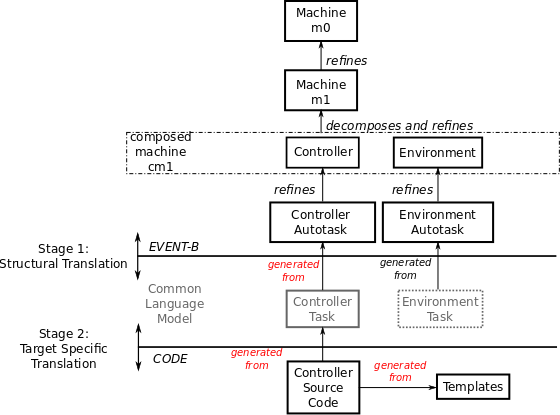 Machine
m0
refines
Machine
m1
decomposes and refines
composed
machine
cm1
Controller
Environment
refines
refines
Controller
Autotask
Environment
Autotask
Stage 1:
Structural Translation
EVENT-B
generated
from
generated
from
Common
Language
Model
Controller
Task
Environment
Task
Stage 2:
Target Specific
Translation
CODE
generated
from
Controller
Source
Code
generated
from
Templates